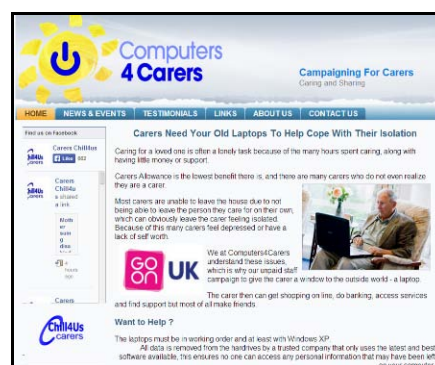 Computers
4 Carers
Campaigning For Carers
Caring and Sharing
HOME NEWS & EVENTS TESTIMONIALS LINKS ABOUT US CONTACT US
Find us on Facebook
Carers Chill4us
Like
Carers
Chill4u
s shared
a link
Carers Need Your Old Laptops To Help Cope With Their Isolation
Caring for a loved one is often a lonely task because of the many hours spent caring, along with
having little money or support.
Carers Allowance is the lowest benefit there is, and there are many carers who do not even realize
they are a carer.
Most carers are unable to leave the house due to not
being able to leave the person they care for on their own,
which can obviously leave the carer feeling isolated.
Because of this many carers feel depressed or have a
lack of self worth.
GO
ON UK
We at Computers4Carers
understand these issues,
which is why our unpaid staff
campaign to give the carer a window to the outside world - a laptop.
The carer then can get shopping on line, do banking, access services
and find support but most of all make friends.
Carers
Chill4Us
carers
Want to Help ?
The laptops must be in working order and at least with Windows XP.
All data is removed from the hardrives by a trusted company that only uses the latest and best
software available, this ensures no one can access any personal information that may have been left
on your computer